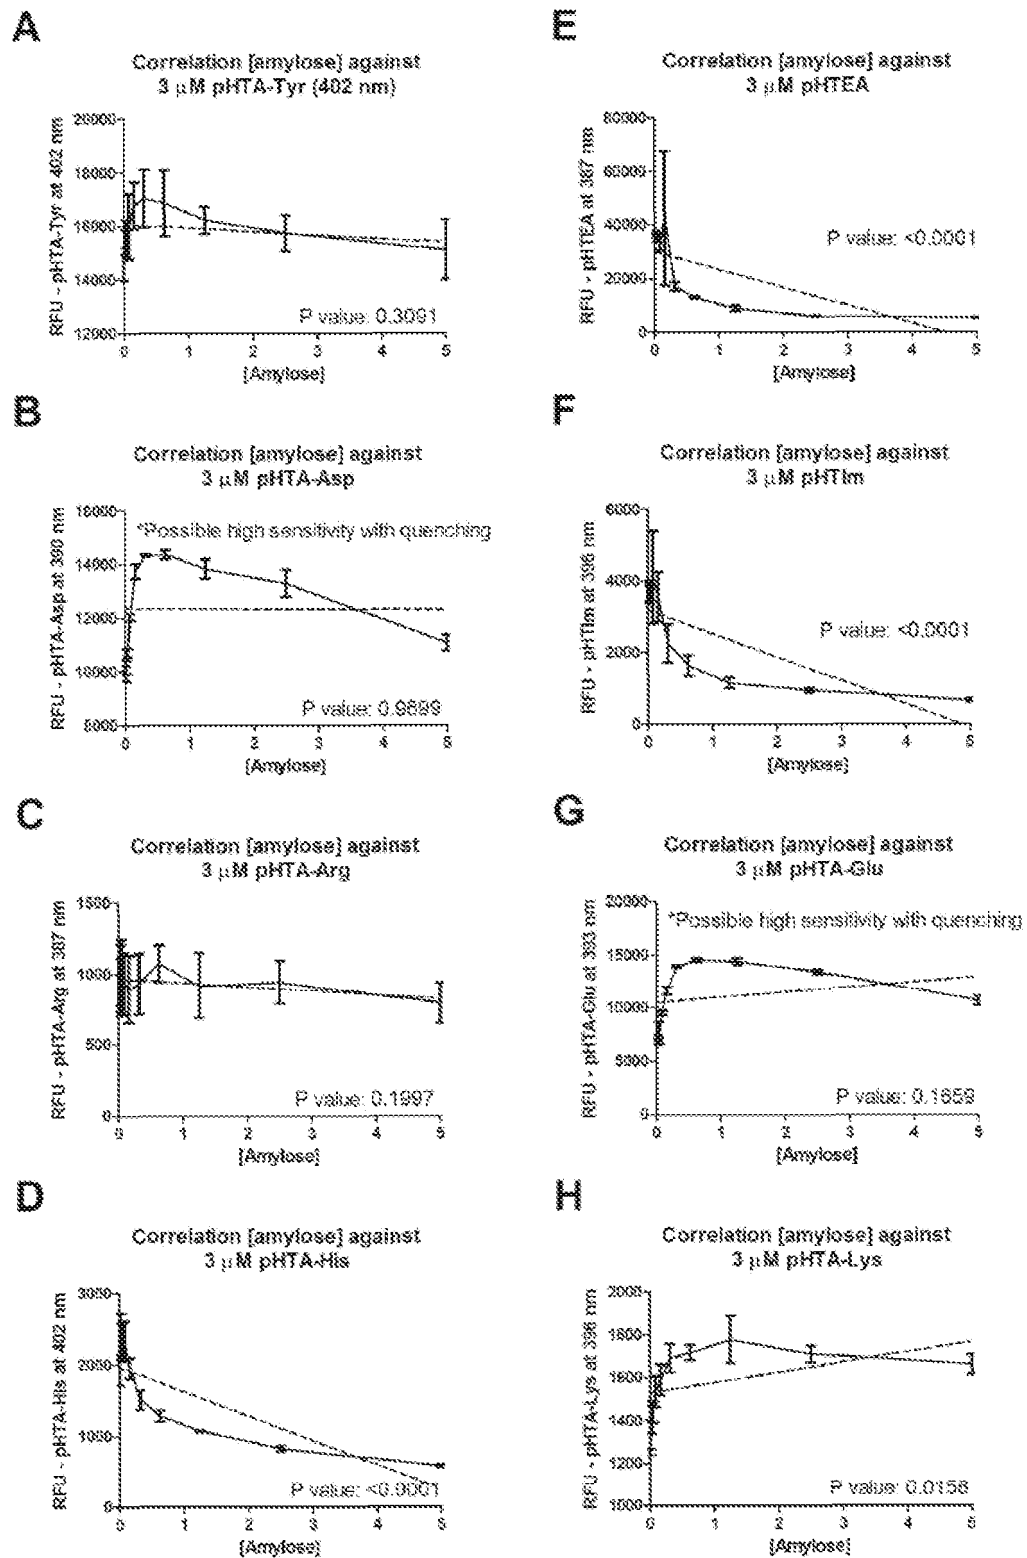 A
Correlation [amylose] against
3 μM pHTA-Tyr (402 nm)
RFU - pHTA-Tyr at 402 nm
20000
18000
16000
14000
12000
P value: 0.3091
0 1 2 3 4 5
[Amylose]
B
Correlation [amylose] against
3 μM pHTA-Asp
RFU - pHTA-Asp at 390 nm
16000
14000
12000
10000
8000
*Possible high sensitivity with quenching
P value: 0.9699
0 1 2 3 4 5
[Amylose]
C
Correlation [amylose] against
3 μM pHTA-Arg
RFU - pHTA-Arg at 387 nm
1500
1000
500
0
P value: 0.1997
0 1 2 3 4 5
[Amylose]
D
Correlation [amylose] against
3 μM pHTA-His
RFU - pHTA-His at 402 nm
3000
2000
1000
0
P value: <0.0001
0 1 2 3 4 5
[Amylose]
E
Correlation [amylose] against
3 μM pHTEA
RFU - pHTEA at 387 nm
80000
60000
40000
20000
0
P value: <0.0001
0 1 2 3 4 5
[Amylose]
F
Correlation [amylose] against
3 μM pHTIm
RFU - pHTIm at 396 nm
6000
4000
2000
0
P value: <0.0001
0 1 2 3 4 5
[Amylose]
G
Correlation [amylose] against
3 μM pHTA-Glu
RFU - pHTA-Glu at 393 nm
20000
15000
10000
5000
0
*Possible high sensitivity with quenching
P value: 0.1659
0 1 2 3 4 5
[Amylose]
H
Correlation [amylose] against
3 μM pHTA-Lys
RFU - pHTA-Lys at 396 nm
2000
1800
1600
1400
1200
1000
P value: 0.0156
0 1 2 3 4 5
[Amylose]